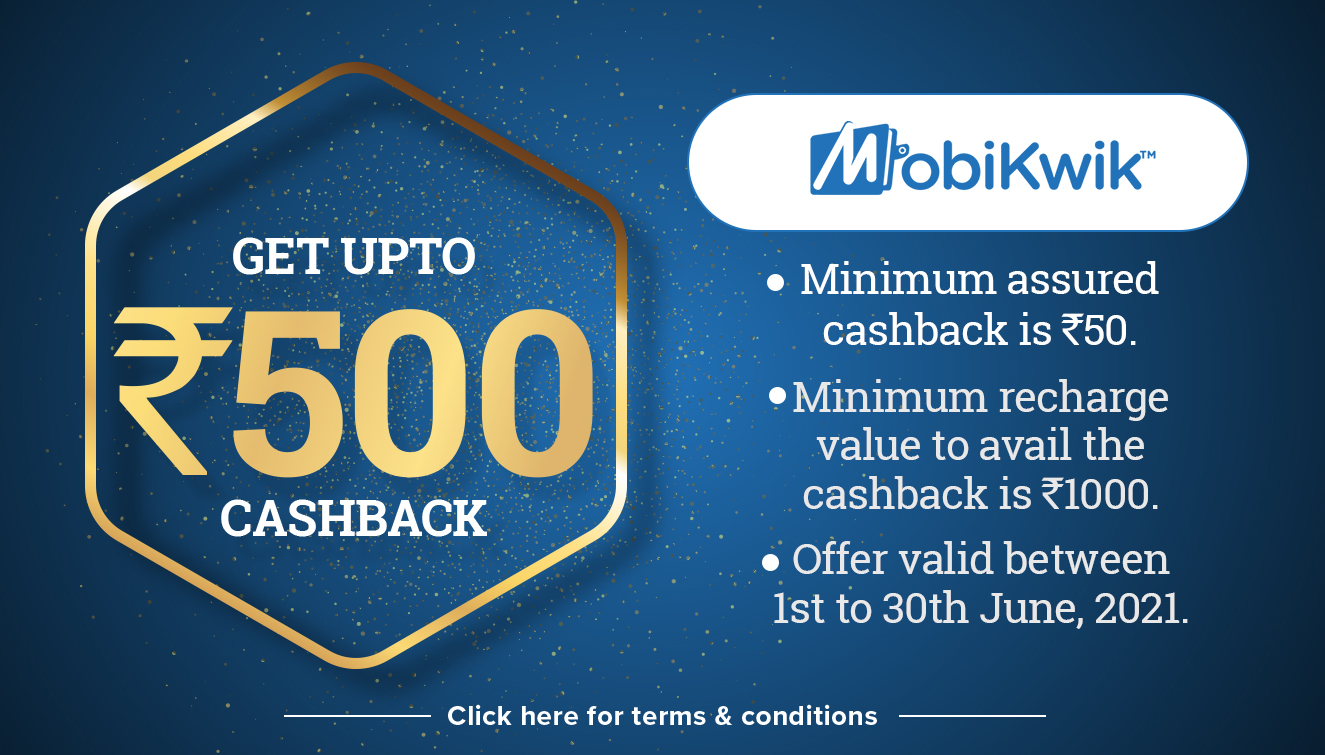 GET UPTO
₹500
CASHBACK
MobiKwik™
• Minimum assured
cashback is ₹50.
• Minimum recharge
value to avail the
cashback is ₹1000.
• Offer valid between
1st to 30th June, 2021.
Click here for terms & conditions